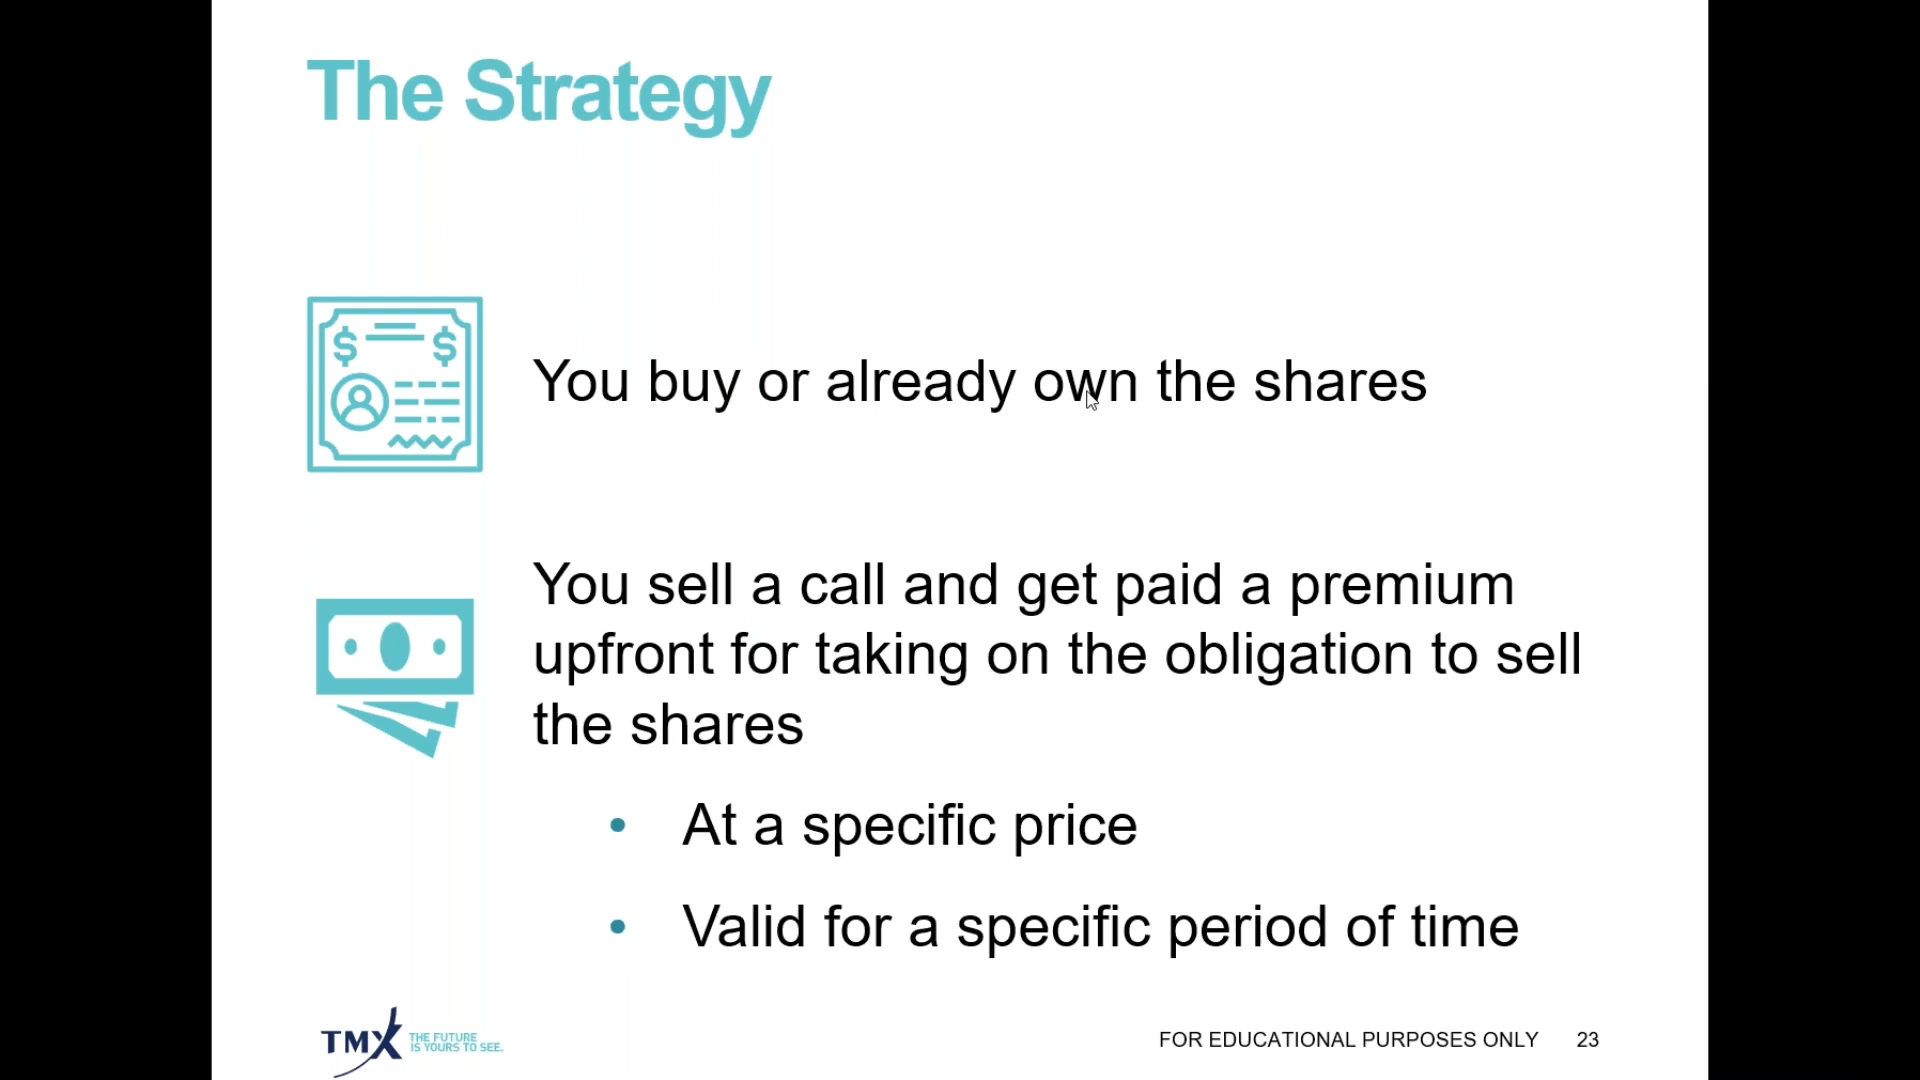 The Strategy
$ $
You buy or already own the shares
You sell a call and get paid a premium
upfront for taking on the obligation to sell
the shares
• At a specific price
• Valid for a specific period of time
TMX THE FUTURE
IS YOURS TO SEE.
FOR EDUCATIONAL PURPOSES ONLY 23